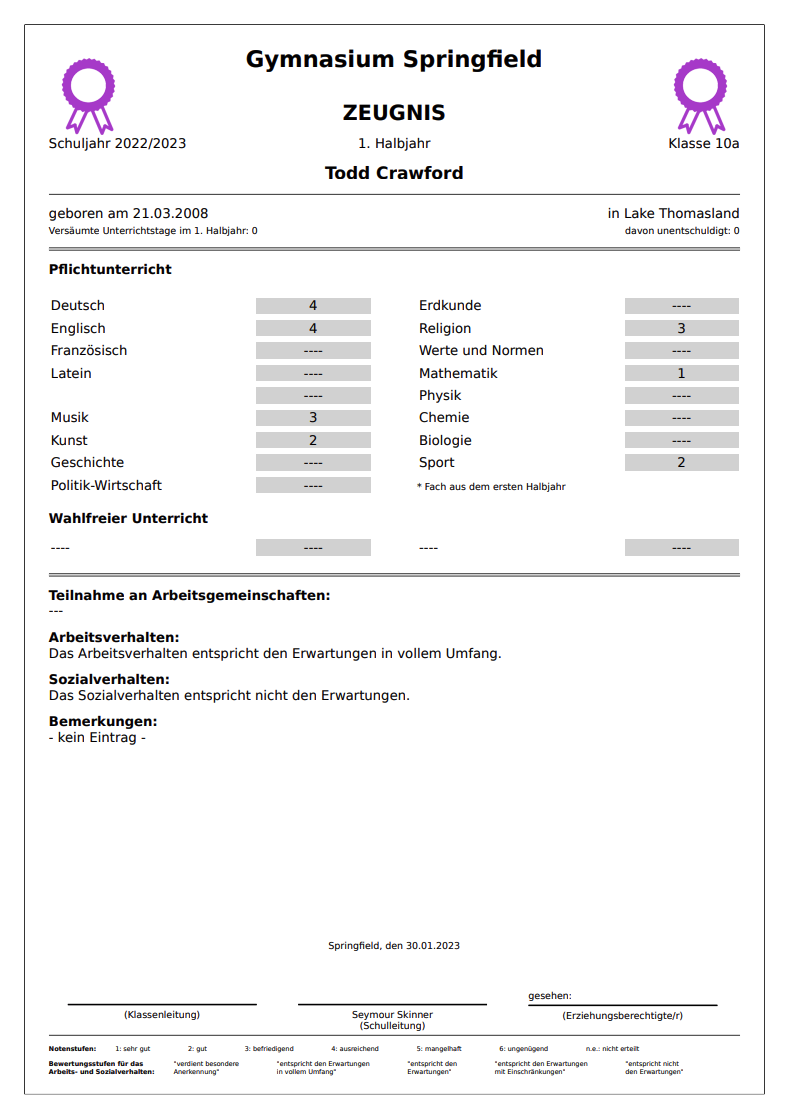 Gymnasium Springfield
ZEUGNIS
Schuljahr 2022/2023 1. Halbjahr Klasse 10a
Todd Crawford
geboren am 21.03.2008 in Lake Thomasland
Versäumte Unterrichtstage im 1. Halbjahr: 0 davon unentschuldigt: 0
Pflichtunterricht
Deutsch 4 Erdkunde ----
Englisch 4 Religion 3
Französisch ---- Werte und Normen ----
Latein ---- Mathematik 1
---- Physik ----
Musik 3 Chemie ----
Kunst 2 Biologie ----
Geschichte ---- Sport 2
Politik-Wirtschaft ---- * Fach aus dem ersten Halbjahr
Wahlfreier Unterricht
---- ---- ---- ----
Teilnahme an Arbeitsgemeinschaften:
---
Arbeitsverhalten:
Das Arbeitsverhalten entspricht den Erwartungen in vollem Umfang.
Sozialverhalten:
Das Sozialverhalten entspricht nicht den Erwartungen.
Bemerkungen:
- kein Eintrag -
Springfield, den 30.01.2023
gesehen:
(Klassenleitung) Seymour Skinner (Erziehungsberechtigte/r)
(Schulleitung)
Notenstufen: 1: sehr gut 2: gut 3: befriedigend 4: ausreichend 5: mangelhaft 6: ungenügend n.e.: nicht erteilt
Bewertungsstufen für das "verdient besondere "entspricht den Erwartungen "entspricht den "entspricht den Erwartungen "entspricht nicht
Arbeits- und Sozialverhalten: Anerkennung" in vollem Umfang" Erwartungen" mit Einschränkungen" den Erwartungen"